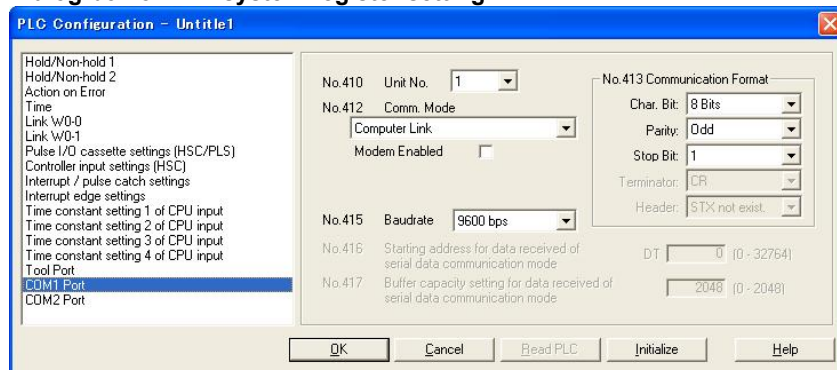 PLC Configuration - Untitle1
Hold/Non-hold 1
Hold/Non-hold 2
Action on Error
Time
Link W0-0
Link W0-1
Pulse I/O cassette settings (HSC/PLS)
Controller input settings (HSC)
Interrupt / pulse catch settings
Interrupt edge settings
Time constant setting 1 of CPU input
Time constant setting 2 of CPU input
Time constant setting 3 of CPU input
Time constant setting 4 of CPU input
Tool Port
COM1 Port
COM2 Port
No.410 Unit No. 1
No.412 Comm. Mode
Computer Link
Modem Enabled
No.413 Communication Format
Char. Bit: 8 Bits
Parity: Odd
Stop Bit: 1
Terminator: CR
Header: STX not exist.
No.415 Baudrate 9600 bps
No.416 Starting address for data received of
serial data communication mode
DT 0 (0 - 32764)
No.417 Buffer capacity setting for data received of
serial data communication mode
2048 (0 - 2048)
OK Cancel Read PLC Initialize Help